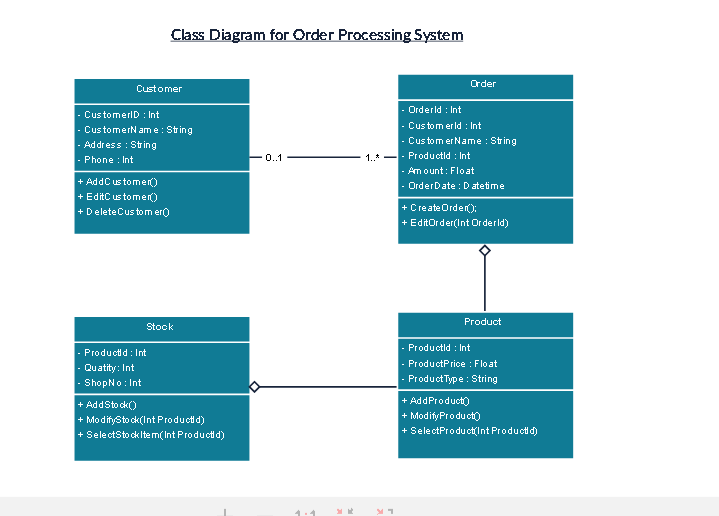 Class Diagram for Order Processing System
Customer
- CustomerID : Int
- CustomerName : String
- Address : String
- Phone : Int
+ AddCustomer()
+ EditCustomer()
+ DeleteCustomer()
0..1
1..*
Order
- OrderId : Int
- CustomerId : Int
- CustomerName : String
- ProductId : Int
- Amount : Float
- OrderDate : Datetime
+ CreateOrder();
+ EditOrder(Int OrderId)
Stock
- ProductId : Int
- Quatity: Int
- ShopNo : Int
+ AddStock()
+ ModifyStock(Int ProductId)
+ SelectStockItem(Int ProductId)
Product
- ProductId : Int
- ProductPrice : Float
- ProductType : String
+ AddProduct()
+ ModifyProduct()
+ SelectProduct(Int ProductId)
1:1